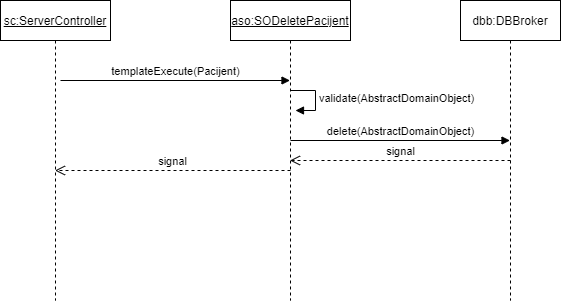 sc:ServerController
aso:SODeletePacijent
dbb:DBBroker
templateExecute(Pacijent)
validate(AbstractDomainObject)
delete(AbstractDomainObject)
signal
signal